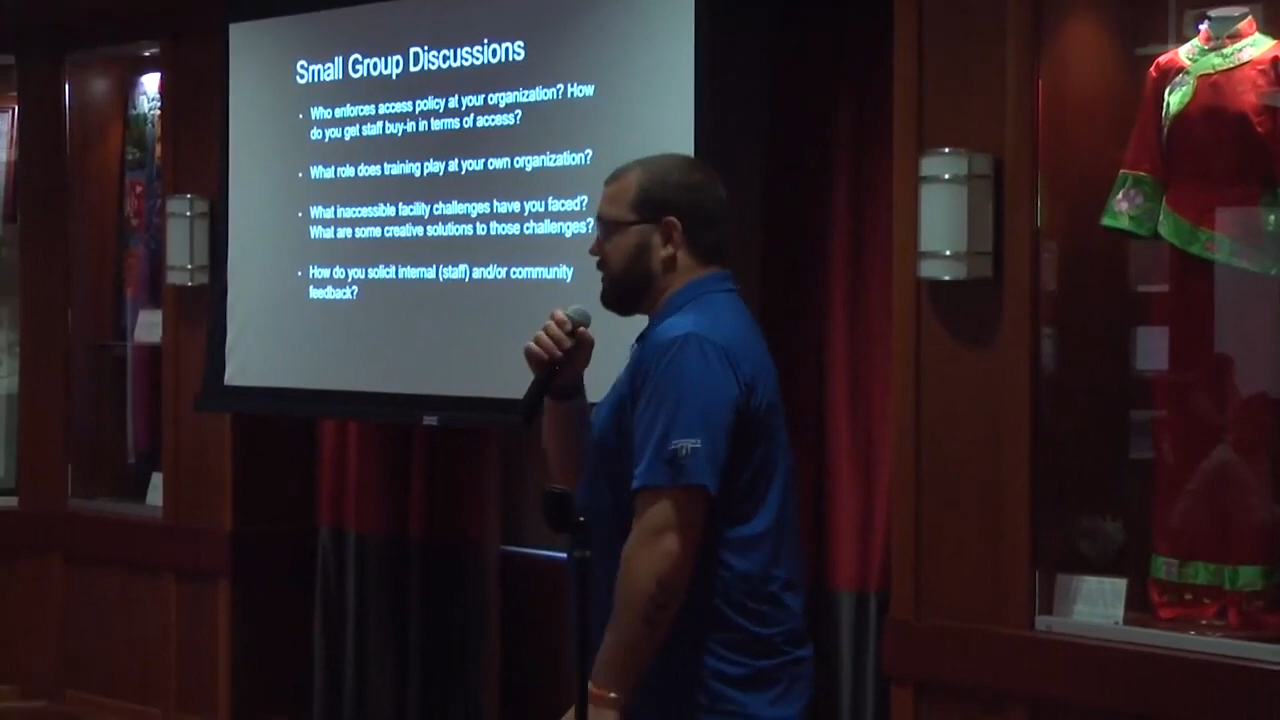 Small Group Discussions
• Who enforces access policy at your organization? How
do you get staff buy-in in terms of access?
• What role does training play at your own organization?
• What inaccessible facility challenges have you faced?
What are some creative solutions to those challenges?
• How do you solicit internal (staff) and/or community
feedback?